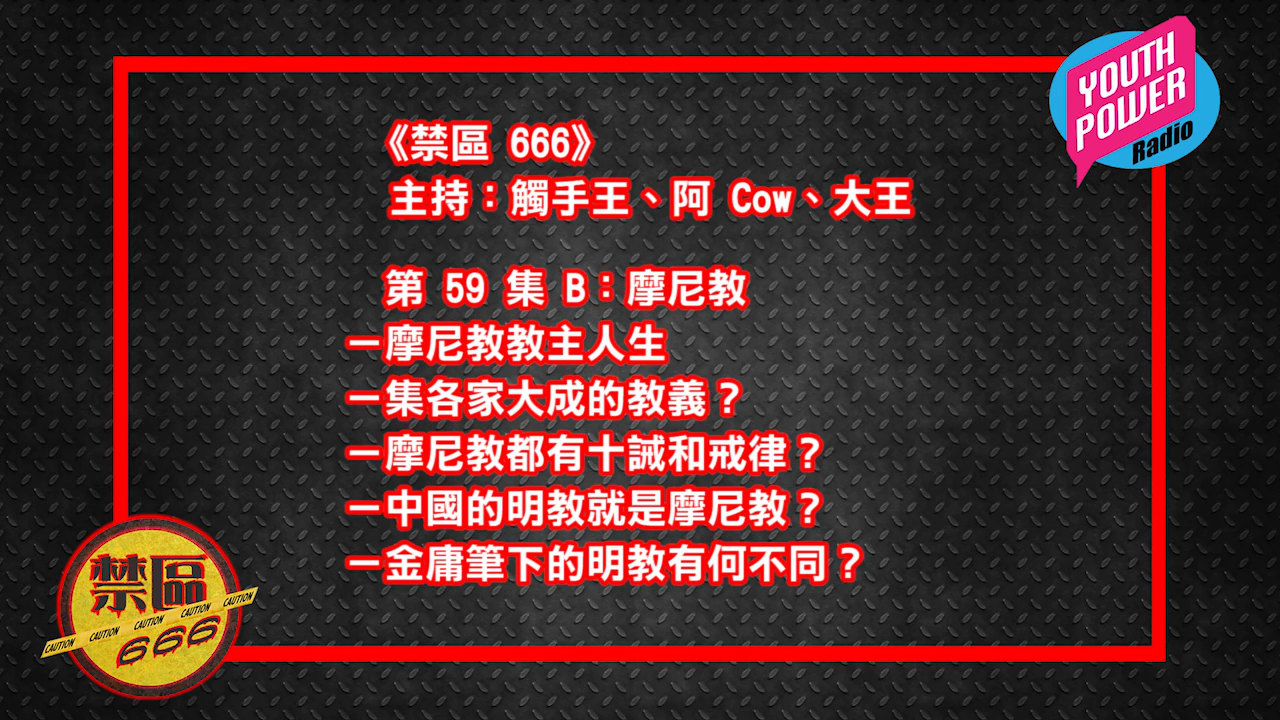 YOUTH
POWER
Radio
《禁區 666》
主持：觸手王、阿 Cow、大王
第 59 集 B：摩尼教
－摩尼教教主人生
－集各家大成的教義？
－摩尼教都有十誡和戒律？
－中國的明教就是摩尼教？
－金庸筆下的明教有何不同？
禁區
CAUTION CAUTION CAUTION CAUTION CAUTION
666